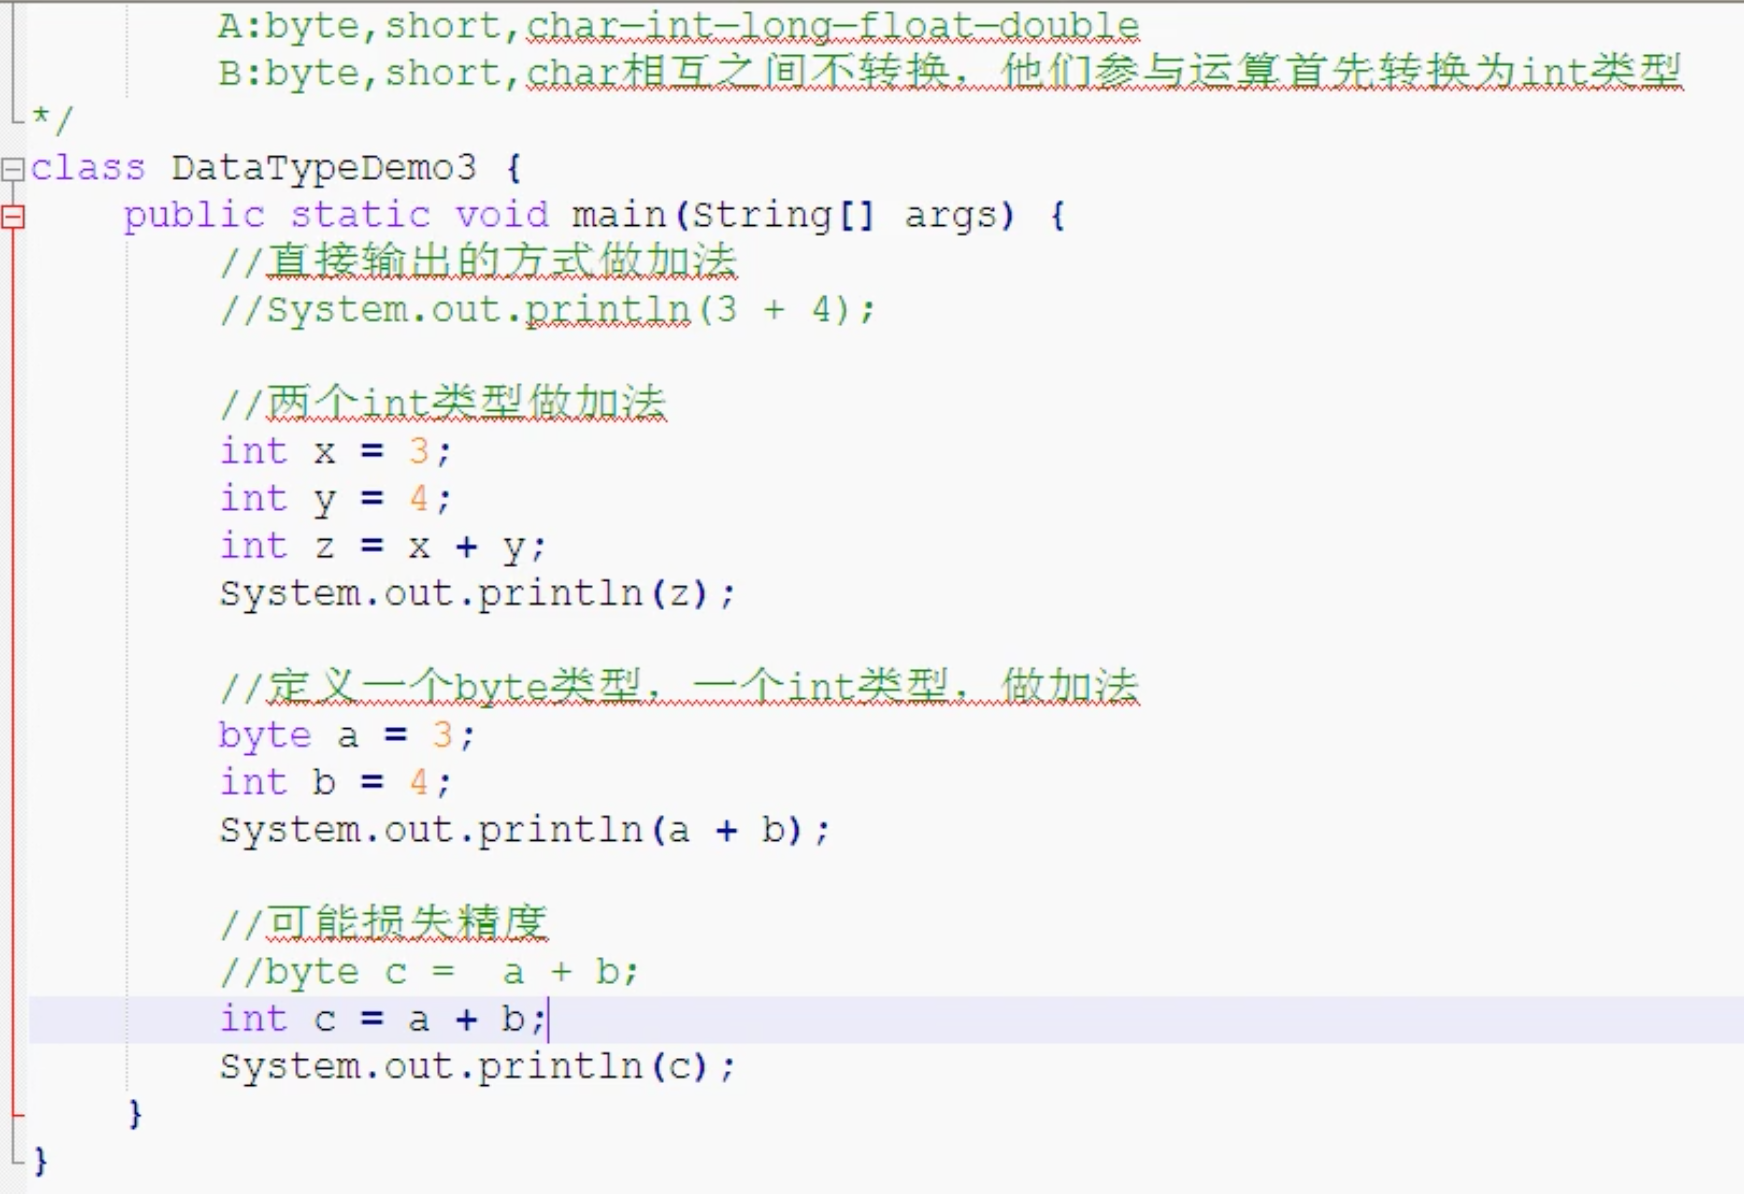 A:byte,short,char—int—long—float—double
B:byte,short,char相互之间不转换，他们参与运算首先转换为int类型
*/
class DataTypeDemo3 {
public static void main(String[] args) {
//直接输出的方式做加法
//System.out.println(3 + 4);
//两个int类型做加法
int x = 3;
int y = 4;
int z = x + y;
System.out.println(z);
//定义一个byte类型，一个int类型，做加法
byte a = 3;
int b = 4;
System.out.println(a + b);
//可能损失精度
//byte c =  a + b;
int c = a + b;
System.out.println(c);
}
}